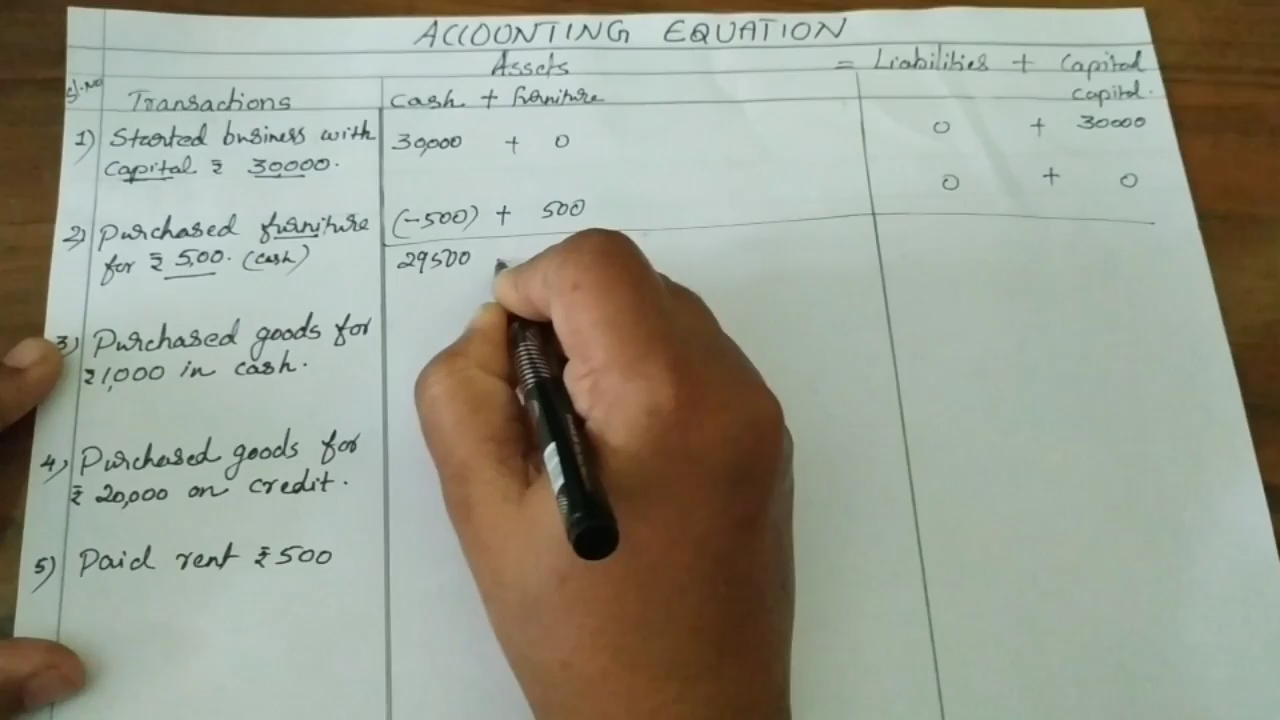 ACCOUNTING EQUATION
Assets = Liabilities + Capital
Sl.No Transactions Cash + Furniture Capital.
1) Started business with Capital ₹ 30000. 30,000 + 0 0 + 30000
2) Purchased furniture for ₹ 5,00. (Cash) (-500) + 500 0 + 0
29500
3) Purchased goods for
₹1,000 in cash.
4) Purchased goods for
₹ 20,000 on credit.
5) Paid rent ₹500